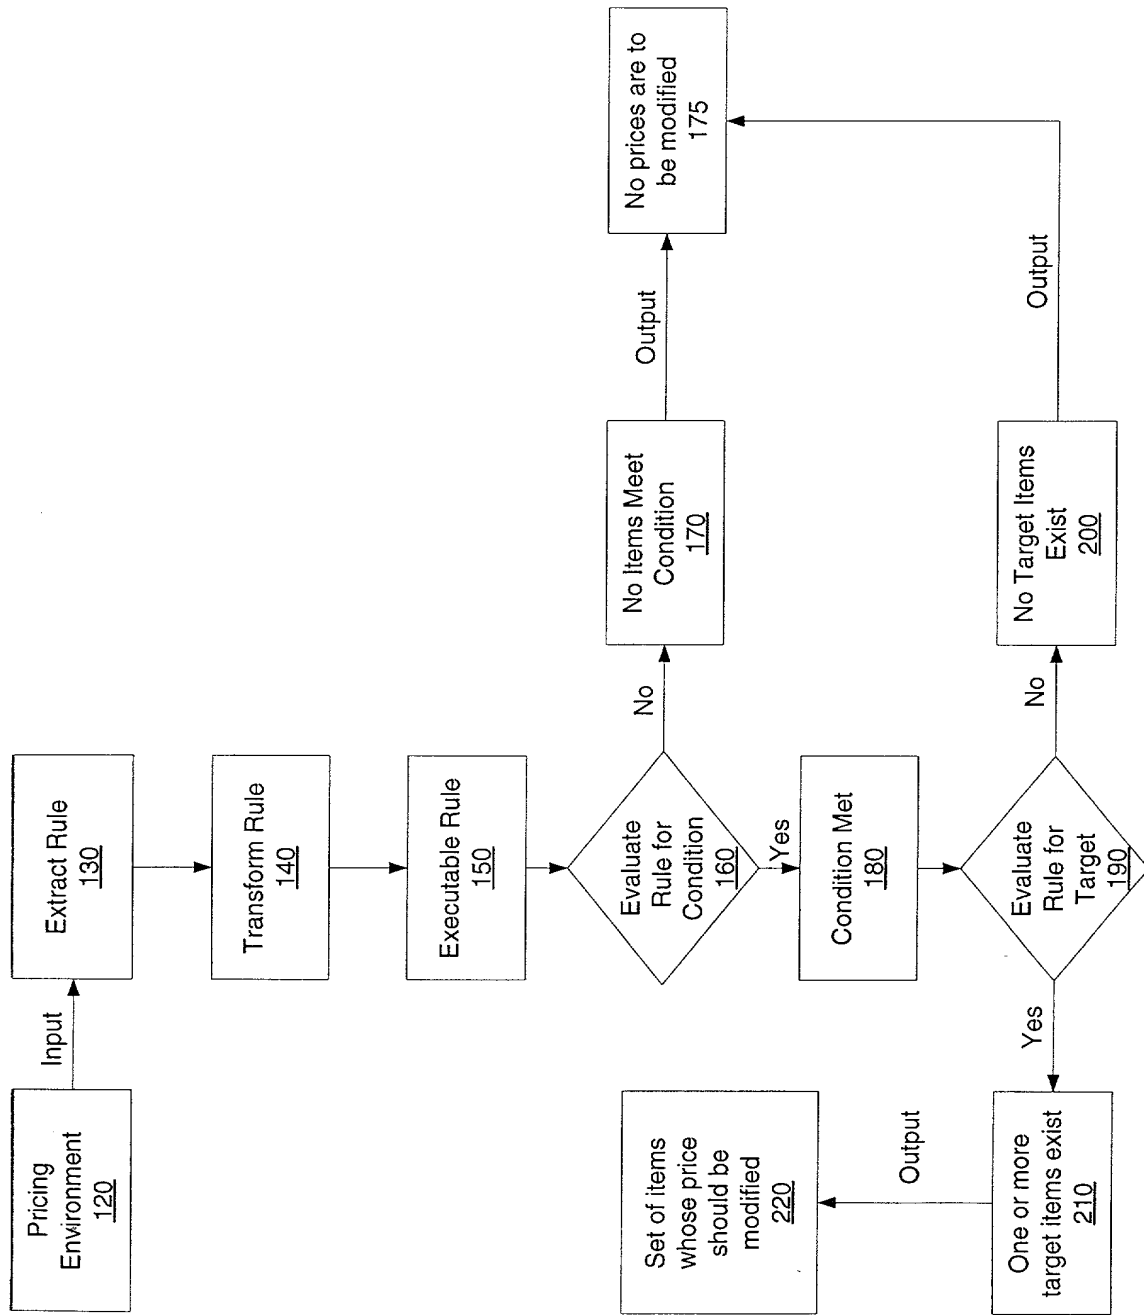 Pricing
Environment
120
Input
Extract Rule
130
Transform Rule
140
Executable Rule
150
Evaluate
Rule for
Condition
160
No
No Items Meet
Condition
170
Output
No prices are to
be modified
175
Yes
Condition Met
180
Evaluate
Rule for
Target
190
No
No Target Items
Exist
200
Output
Yes
One or more
target items exist
210
Output
Set of items
whose price
should be
modified
220